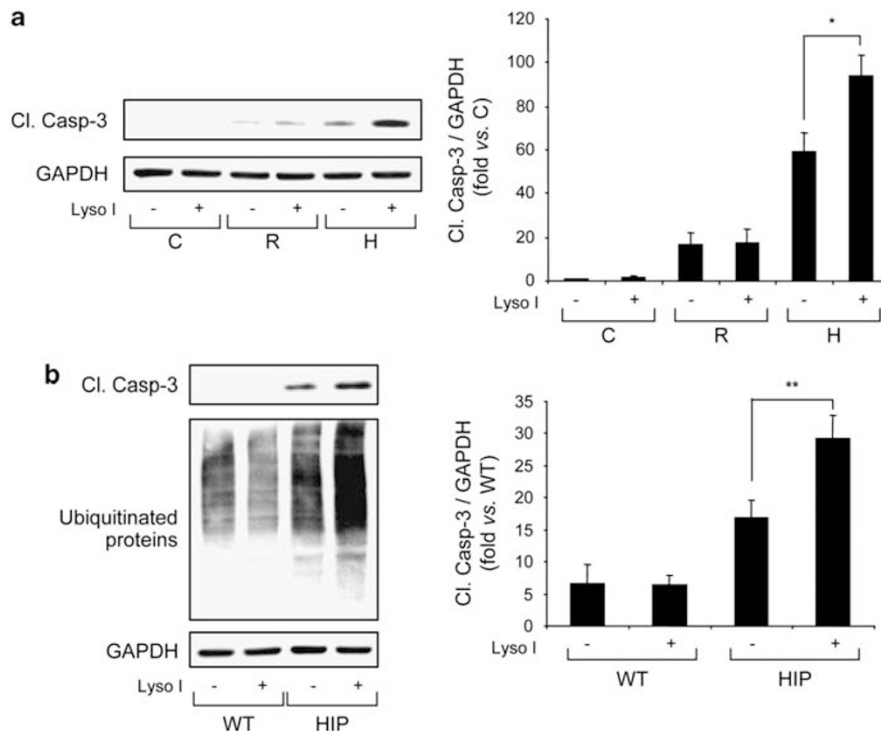 a
Cl. Casp-3
GAPDH
Lyso I - + - + - +
C R H
Cl. Casp-3 / GAPDH
(fold vs. C)
120
100
80
60
40
20
0
*
Lyso I - + - + - +
C R H
b
Cl. Casp-3
Ubiquitinated
proteins
GAPDH
Lyso I - + - +
WT HIP
Cl. Casp-3 / GAPDH
(fold vs. WT)
35
30
25
20
15
10
5
0
**
Lyso I - + - +
WT HIP